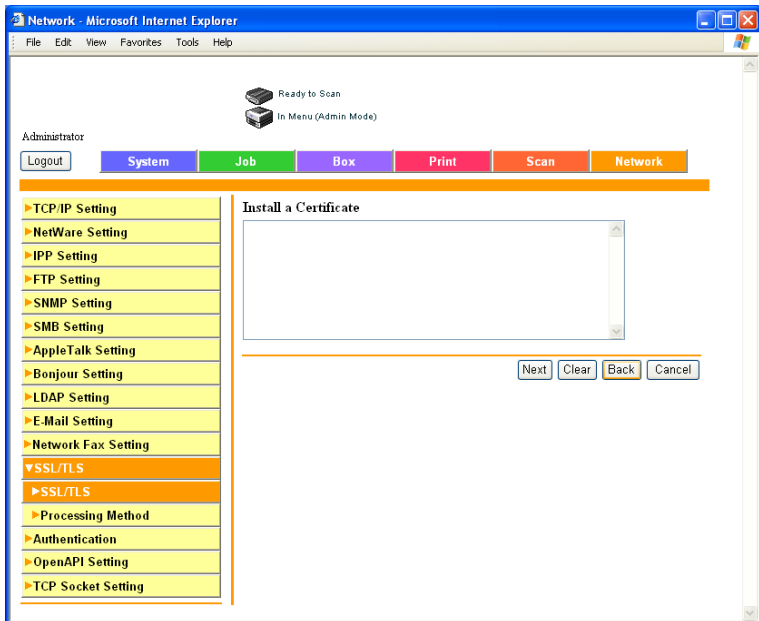 Network - Microsoft Internet Explorer
File Edit View Favorites Tools Help
Ready to Scan
In Menu (Admin Mode)
Administrator
Logout System Job Box Print Scan Network
TCP/IP Setting
NetWare Setting
IPP Setting
FTP Setting
SNMP Setting
SMB Setting
AppleTalk Setting
Bonjour Setting
LDAP Setting
E-Mail Setting
Network Fax Setting
SSL/TLS
SSL/TLS
Processing Method
Authentication
OpenAPI Setting
TCP Socket Setting
Install a Certificate
Next Clear Back Cancel